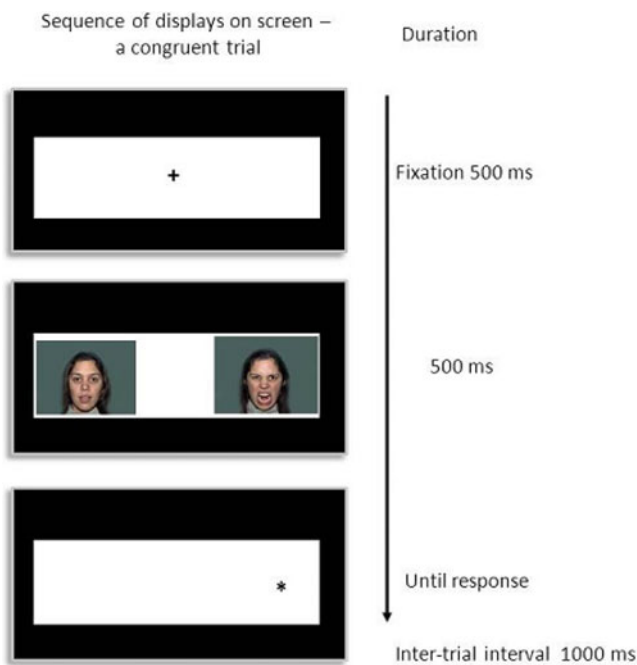 Sequence of displays on screen –
a congruent trial
Duration
+
Fixation 500 ms
500 ms
*
Until response
Inter-trial interval 1000 ms